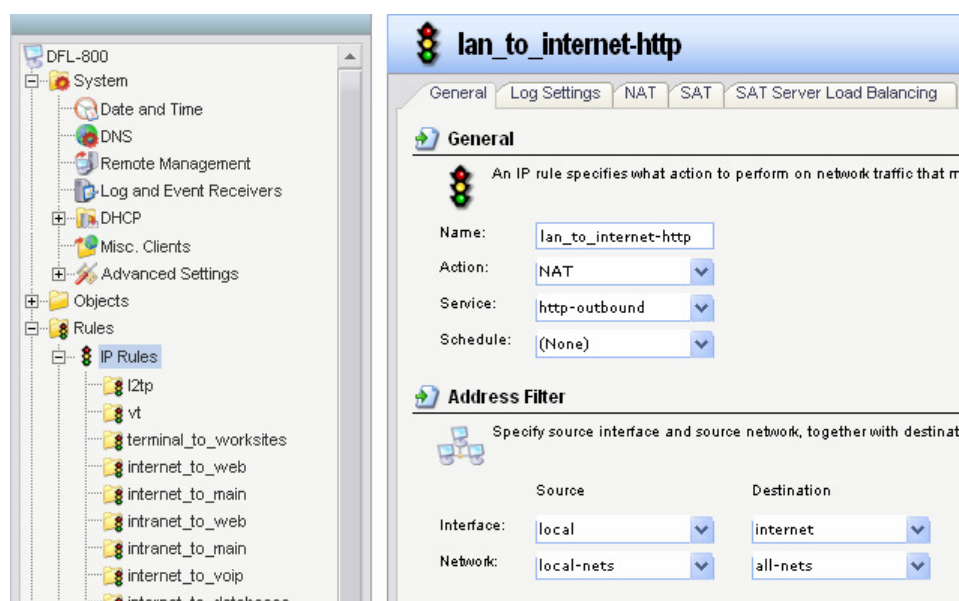 DFL-800
System
Date and Time
DNS
Remote Management
Log and Event Receivers
DHCP
Misc. Clients
Advanced Settings
Objects
Rules
IP Rules
l2tp
vt
terminal_to_worksites
internet_to_web
internet_to_main
intranet_to_web
intranet_to_main
internet_to_voip
internet_to_databases
lan_to_internet-http
General Log Settings NAT SAT SAT Server Load Balancing
General
An IP rule specifies what action to perform on network traffic that m
Name: lan_to_internet-http
Action: NAT
Service: http-outbound
Schedule: (None)
Address Filter
Specify source interface and source network, together with destinat
Source Destination
Interface: local internet
Network: local-nets all-nets